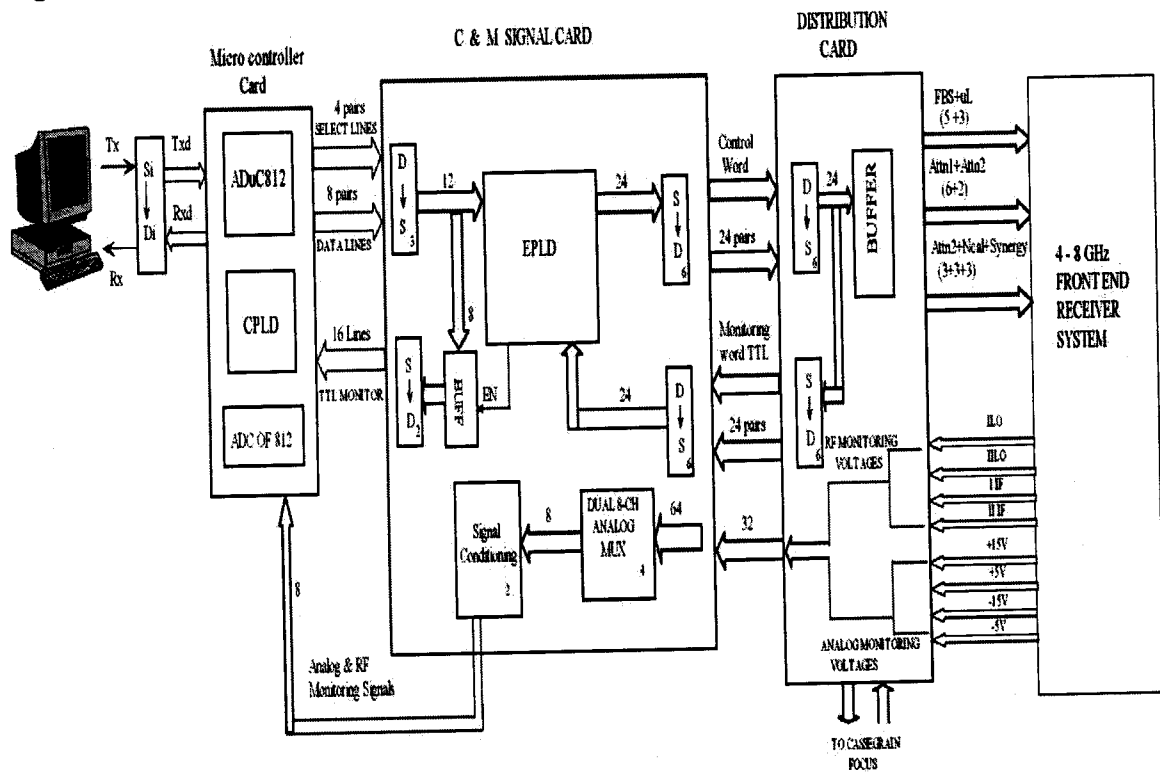 C & M SIGNAL CARD
DISTRIBUTION
CARD
Micro controller
Card
4 pairs
SELECT LINES
8 pairs
DATA LINES
16 Lines
TTL MONITOR
Tx
Rx
Si
Di
Txd
Rxd
ADuC812
CPLD
ADC OF 812
D
S
3
12
EPLD
24
S
D
6
8
S
D
2
BUFF
EN
24
D
S
6
Signal
Conditioning
2
8
DUAL 8-CH
ANALOG
MUX
4
64
8
Analog & RF
Monitoring Signals
Control
Word
24 pairs
Monitoring
word TTL
24 pairs
32
D
S
6
24
BUFFER
S
D
6
RF MONITORING
VOLTAGES
ANALOG MONITORING
VOLTAGES
TO CASSEGRAIN
FOCUS
FBS+uL
(5+3)
Attn1+Attn2
(6+2)
Attn2+Ncal+Synergy
(3+3+3)
4 - 8 GHz
FRONT END
RECEIVER
SYSTEM
ILO
IILO
I IF
II IF
+15V
+5V
-15V
-5V